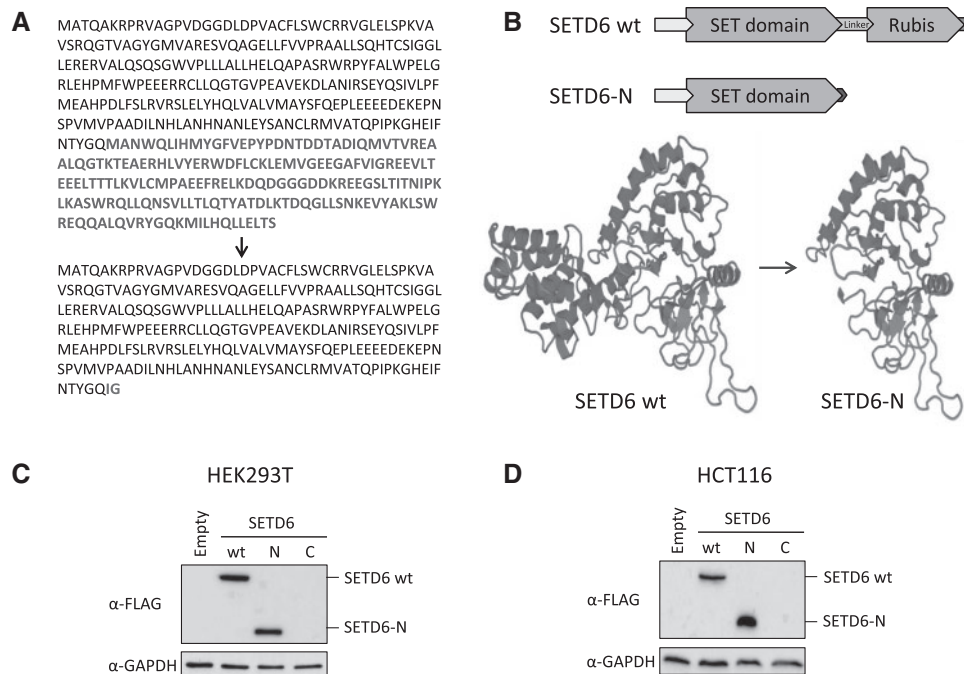 A
MATQAKRPRVAGPVDGGDLDPVACFLSWCRRVGLELSPKVA
VSRQGTVAGYGMVARESVQAGELLFVVPRAALLSQHTCSIGGL
LERERVALQSQSGWVPLLLALLHELQAPASRWRPYFALWPELG
RLEHPMFWPEEERRCLLQGTGVPEAVEKDLANIRSEYQSIVLPF
MEAHPDLFSLRVRSLELYHQLVALVMAYSFQEPLEEEEDEKEPN
SPVMVPAADILNHLANHNANLEYSANCLRMVATQPIPKGHEIF
NTYGQMANWQLIHMYGFVEPYPDNTDDTADIQMVTVREA
ALQGTKTEAERHLVYERWDFLCKLEMVGEEGAFVIGREEVLT
EEELTTTLKVLCMPAEEFRELKDQDGGGDDKREEGSLTITNIPK
LKASWRQLLQNSVLLTLQTYATDLKTDQGLLSNKEVYAKLSW
REQQALQVRYGQKMILHQLLELTS
MATQAKRPRVAGPVDGGDLDPVACFLSWCRRVGLELSPKVA
VSRQGTVAGYGMVARESVQAGELLFVVPRAALLSQHTCSIGGL
LERERVALQSQSGWVPLLLALLHELQAPASRWRPYFALWPELG
RLEHPMFWPEEERRCLLQGTGVPEAVEKDLANIRSEYQSIVLPF
MEAHPDLFSLRVRSLELYHQLVALVMAYSFQEPLEEEEDEKEPN
SPVMVPAADILNHLANHNANLEYSANCLRMVATQPIPKGHEIF
NTYGQIG
B
SETD6 wt SET domain Linker Rubis
SETD6-N SET domain
SETD6 wt SETD6-N
C
HEK293T
Empty SETD6
wt N C
α-FLAG
SETD6 wt
SETD6-N
α-GAPDH
D
HCT116
Empty SETD6
wt N C
α-FLAG
SETD6 wt
SETD6-N
α-GAPDH